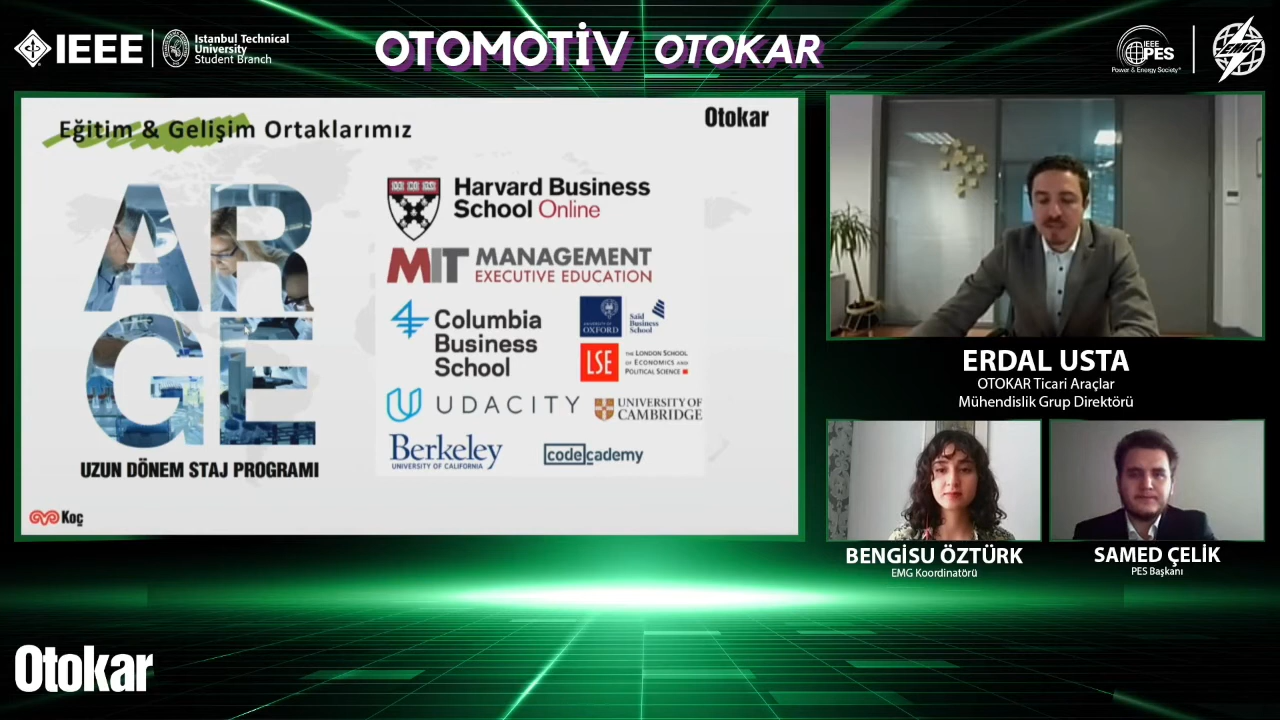 IEEE
Istanbul Technical
University
Student Branch
OTOMOTİV OTOKAR
IEEE
PES
Power & Energy Society®
EMG
Eğitim & Gelişim Ortaklarımız
Otokar
AR
GE
UZUN DÖNEM STAJ PROGRAMI
Harvard Business
School Online
MIT MANAGEMENT
EXECUTIVE EDUCATION
Columbia
Business
School
UNIVERSITY OF
OXFORD
Saïd
Business
School
LSE
THE LONDON SCHOOL
OF ECONOMICS AND
POLITICAL SCIENCE
UDACITY
UNIVERSITY OF
CAMBRIDGE
Berkeley
UNIVERSITY OF CALIFORNIA
codecademy
Koç
ERDAL USTA
OTOKAR Ticari Araçlar
Mühendislik Grup Direktörü
BENGİSU ÖZTÜRK
EMG Koordinatörü
SAMED ÇELİK
PES Başkanı
Otokar